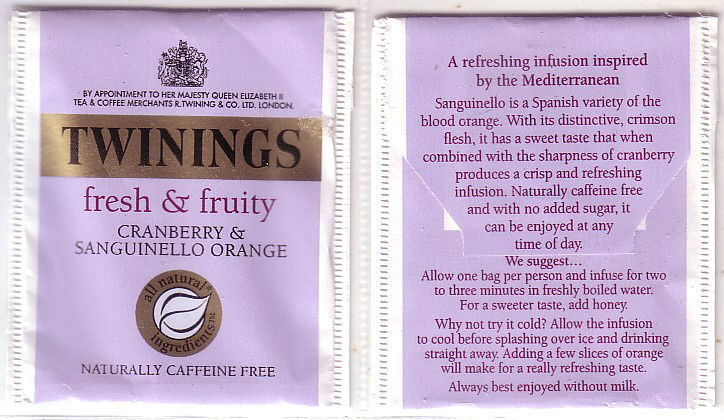 BY APPOINTMENT TO HER MAJESTY QUEEN ELIZABETH II
TEA & COFFEE MERCHANTS R.TWINING & CO. LTD. LONDON.
TWININGS
fresh & fruity
CRANBERRY &
SANGUINELLO ORANGE
all natural
ingredients™
NATURALLY CAFFEINE FREE
A refreshing infusion inspired
by the Mediterranean
Sanguinello is a Spanish variety of the
blood orange. With its distinctive, crimson
flesh, it has a sweet taste that when
combined with the sharpness of cranberry
produces a crisp and refreshing
infusion. Naturally caffeine free
and with no added sugar, it
can be enjoyed at any
time of day.
We suggest...
Allow one bag per person and infuse for two
to three minutes in freshly boiled water.
For a sweeter taste, add honey.
Why not try it cold? Allow the infusion
to cool before splashing over ice and drinking
straight away. Adding a few slices of orange
will make for a really refreshing taste.
Always best enjoyed without milk.